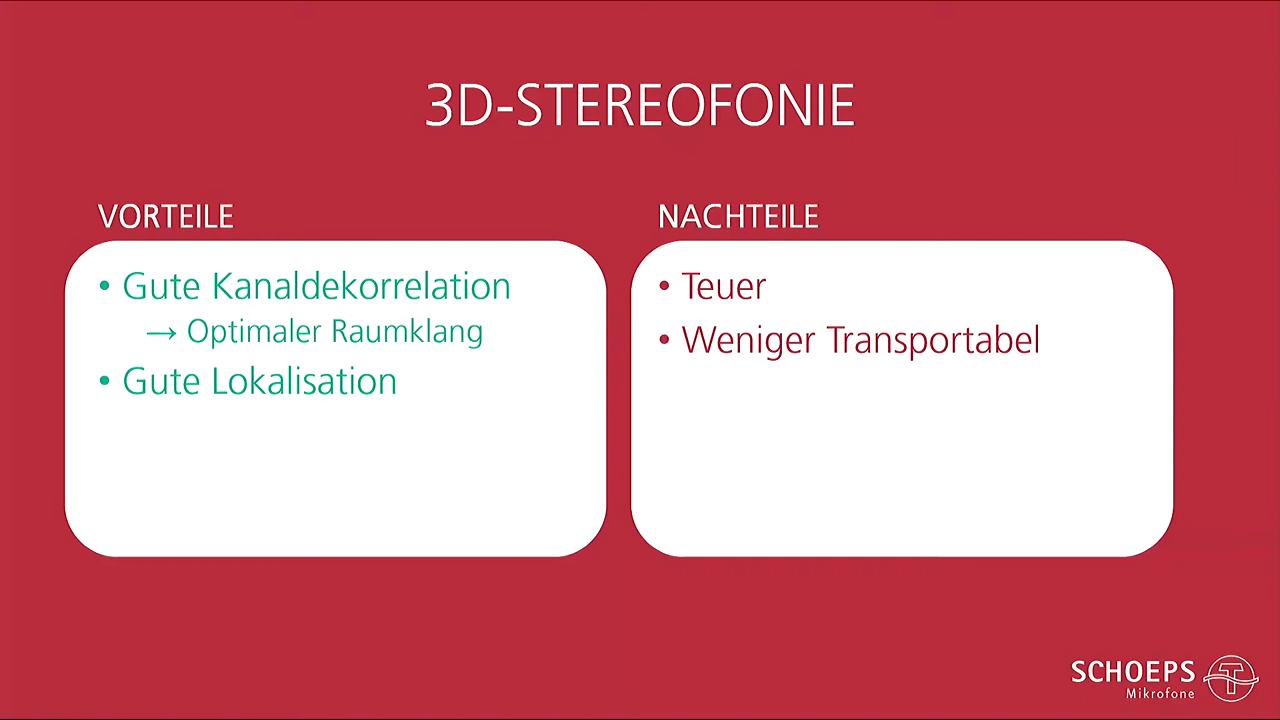 3D-STEREOFONIE
VORTEILE
• Gute Kanaldekorrelation
→ Optimaler Raumklang
• Gute Lokalisation
NACHTEILE
• Teuer
• Weniger Transportabel
SCHOEPS
Mikrofone